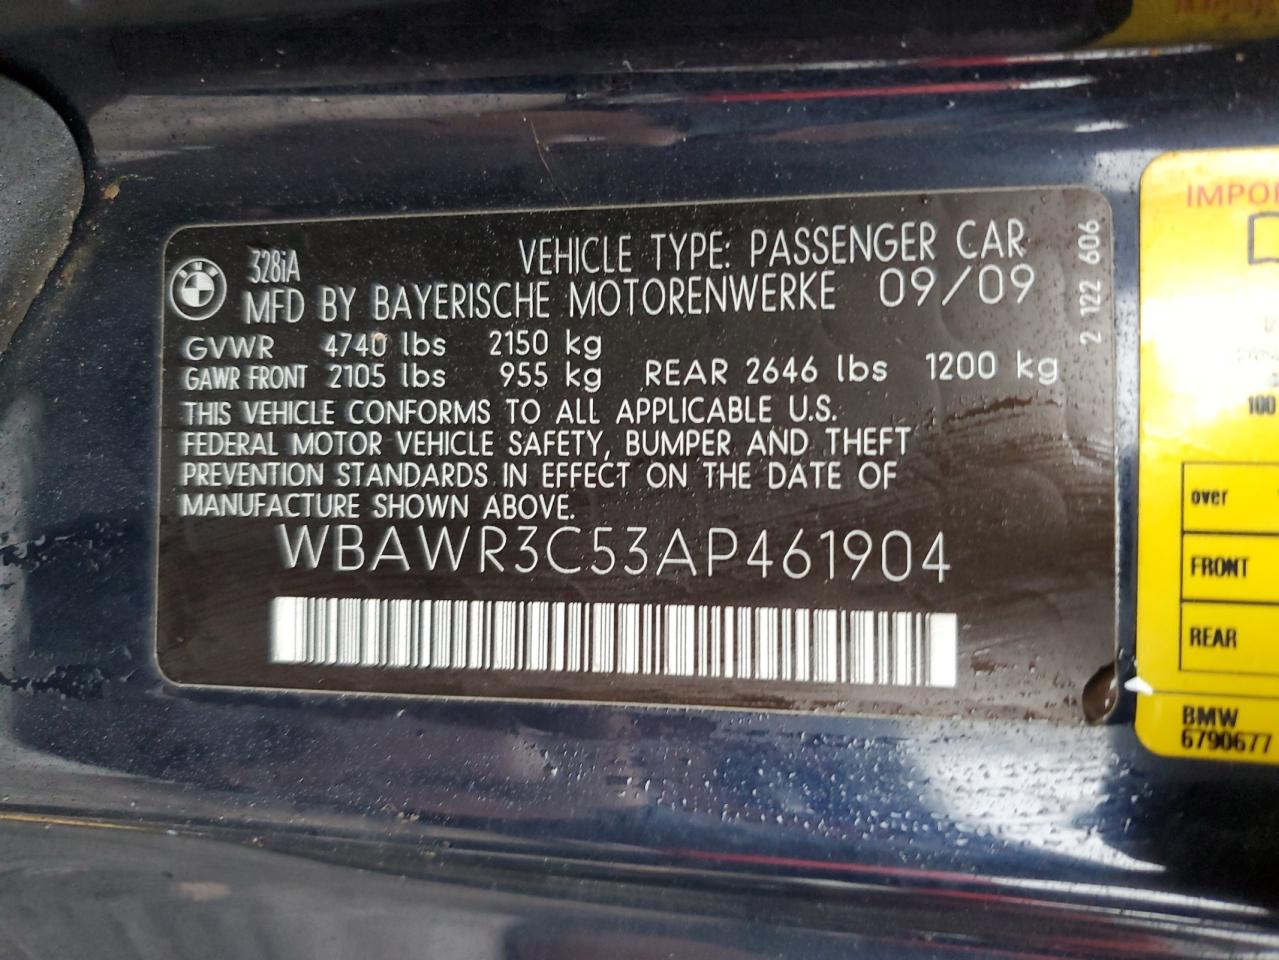 328iA VEHICLE TYPE: PASSENGER CAR
MFD BY BAYERISCHE MOTORENWERKE 09/09
GVWR 4740 lbs 2150 kg
GAWR FRONT 2105 lbs 955 kg REAR 2646 lbs 1200 kg
THIS VEHICLE CONFORMS TO ALL APPLICABLE U.S.
FEDERAL MOTOR VEHICLE SAFETY, BUMPER AND THEFT
PREVENTION STANDARDS IN EFFECT ON THE DATE OF
MANUFACTURE SHOWN ABOVE.
WBAWR3C53AP461904
2 122 606
IMPOR
100
over
FRONT
REAR
BMW
6790677